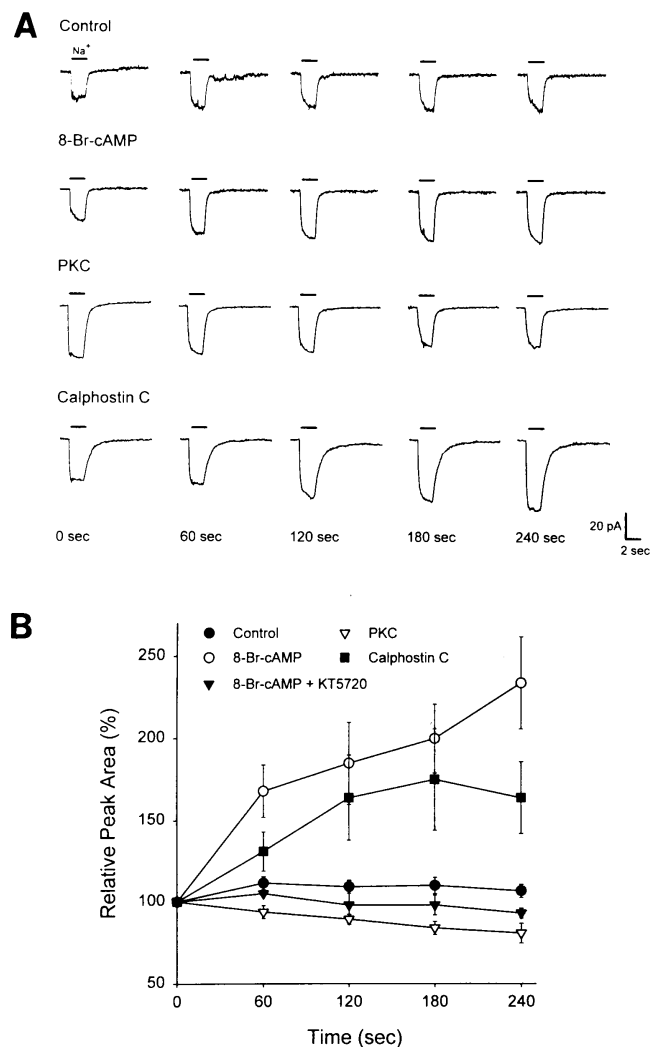 A
Control
Na+
8-Br-cAMP
PKC
Calphostin C
0 sec 60 sec 120 sec 180 sec 240 sec
20 pA
2 sec
B
Control PKC
8-Br-cAMP Calphostin C
8-Br-cAMP + KT5720
Relative Peak Area (%)
250
200
150
100
50
0 60 120 180 240
Time (sec)